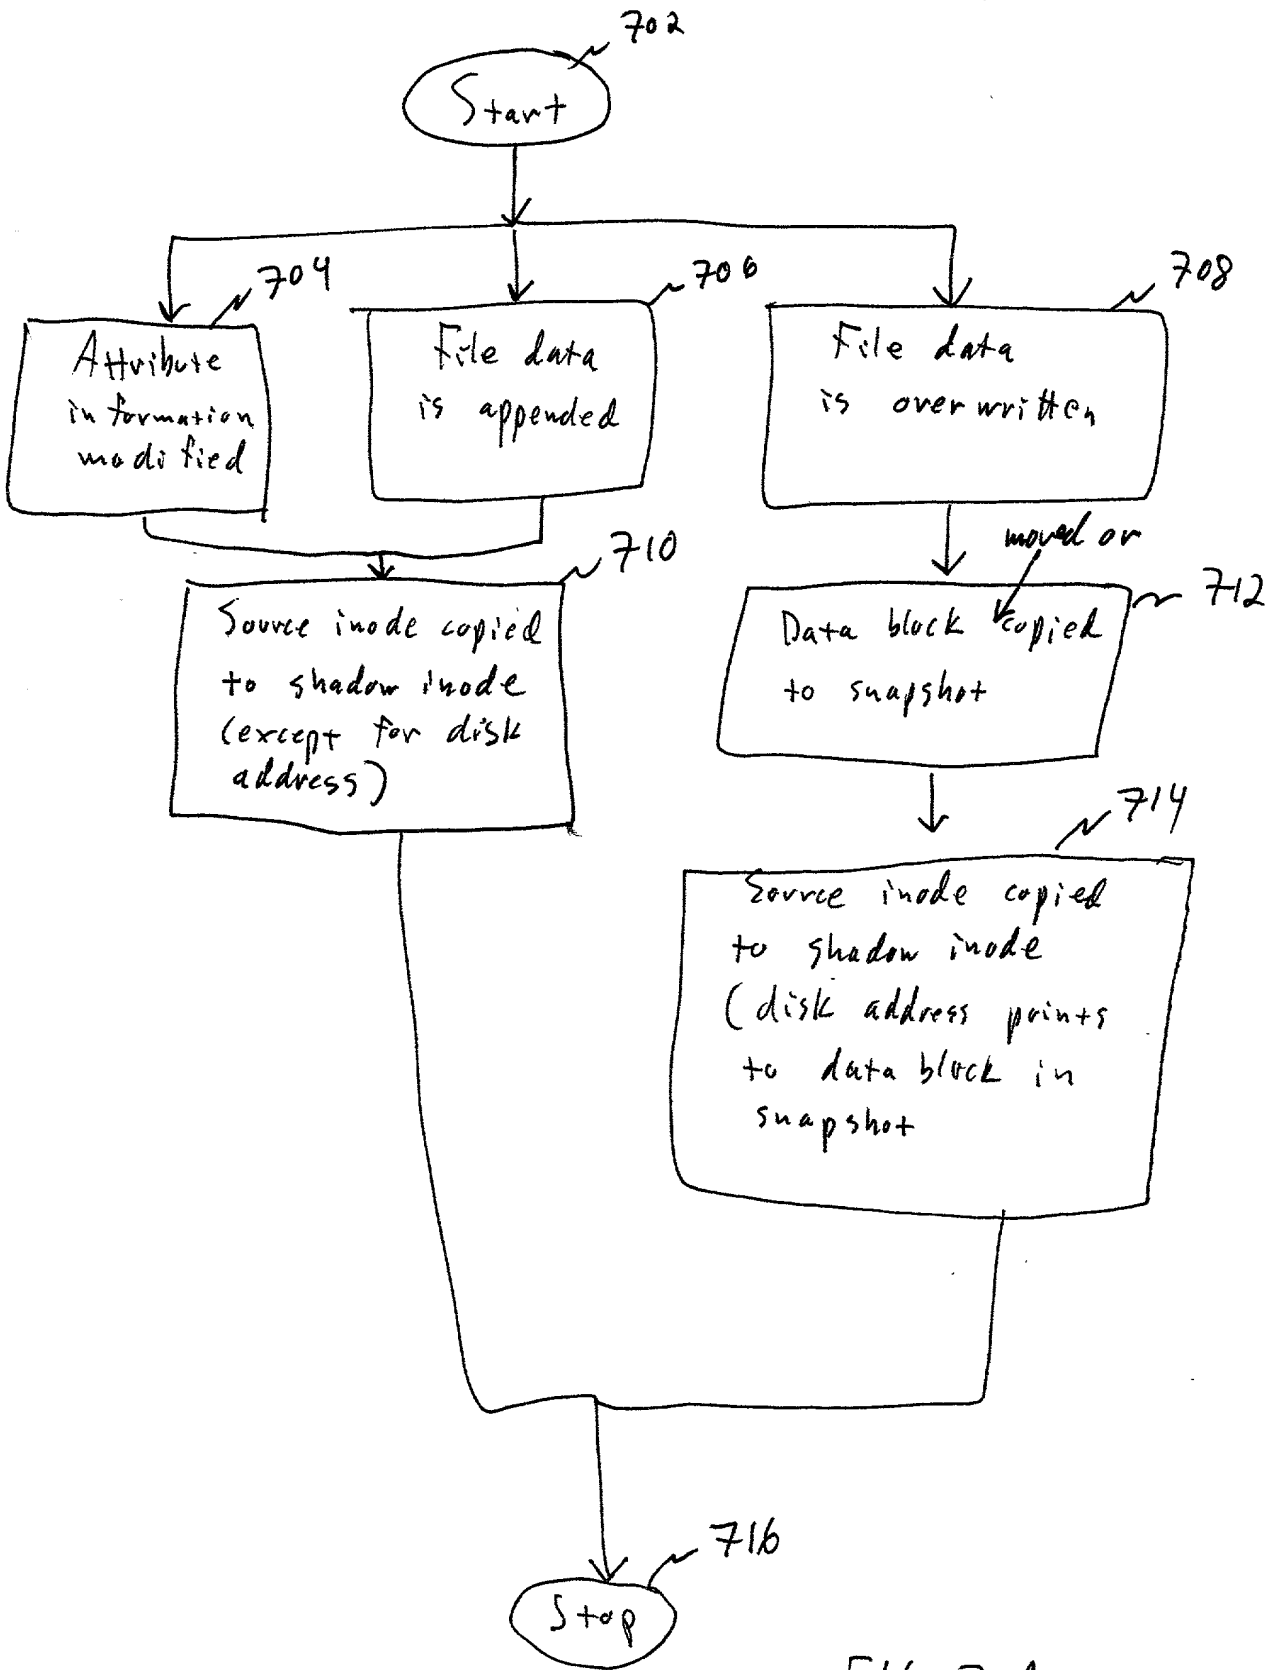 702
Start
704
706
708
Attribute
information
modified
File data
is appended
File data
is overwritten
moved or
710
712
Source inode copied
to shadow inode
(except for disk
address)
Data block copied
to snapshot
714
Source inode copied
to shadow inode
(disk address points
to data block in
snapshot
716
Stop